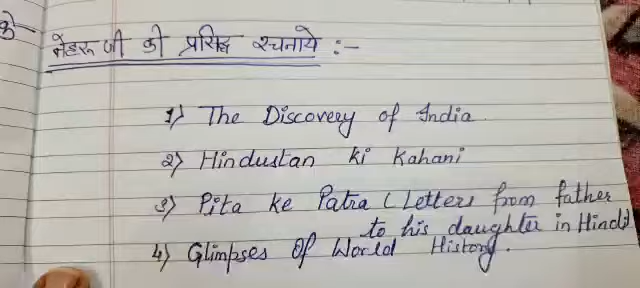 नेहरू जी की प्रसिद्ध रचनाये :-
1) The Discovery of India
2) Hindustan ki Kahani
3) Pita ke Patra (Letters from father
to his daughter in Hindi)
4) Glimpses Of World History.